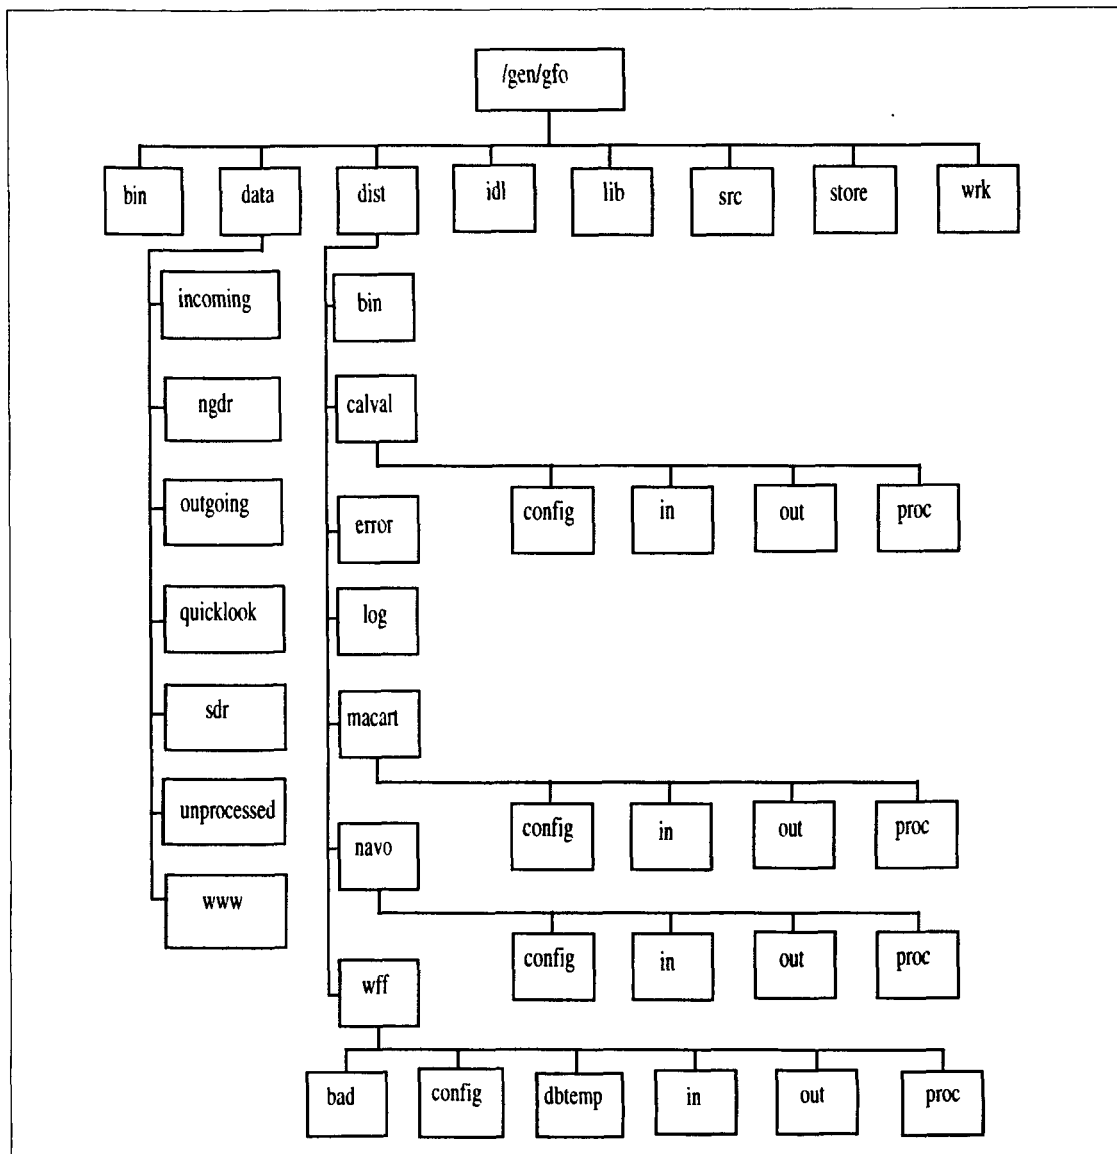 /gen/gfo
bin
data
dist
idl
lib
src
store
wrk
incoming
ngdr
outgoing
quicklook
sdr
unprocessed
www
bin
calval
config
in
out
proc
error
log
macart
config
in
out
proc
navo
config
in
out
proc
wff
bad
config
dbtemp
in
out
proc